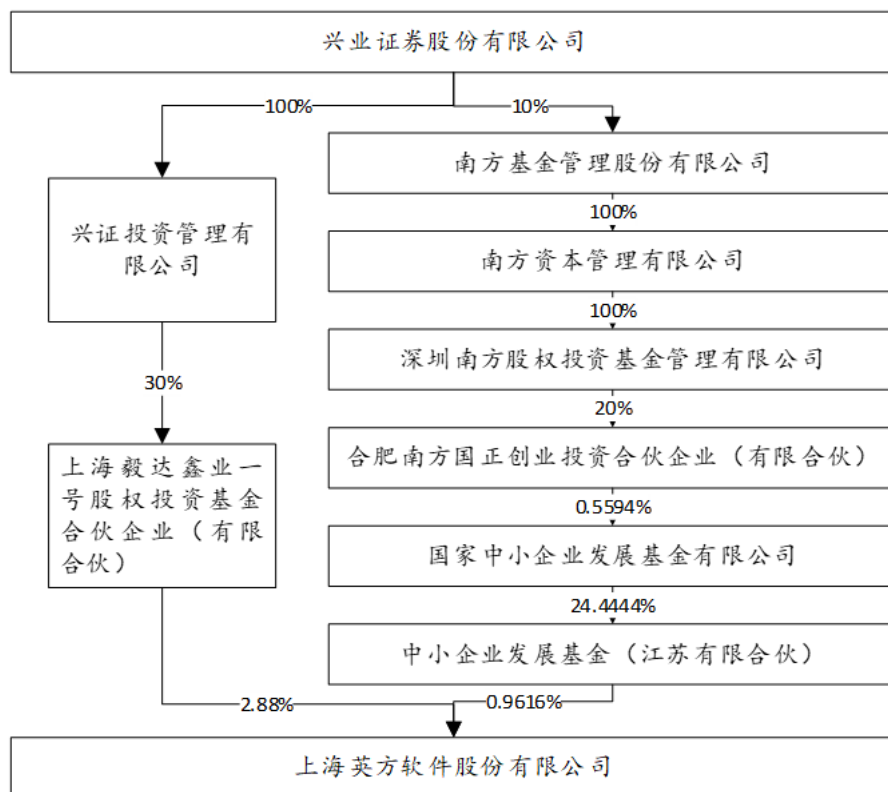 兴业证券股份有限公司
100%
10%
南方基金管理股份有限公司
100%
兴证投资管理有
限公司
南方资本管理有限公司
100%
深圳南方股权投资基金管理有限公司
30%
20%
上海毅达鑫业一
号股权投资基金
合伙企业（有限
合伙）
合肥南方国正创业投资合伙企业（有限合伙）
0.5594%
国家中小企业发展基金有限公司
24.4444%
中小企业发展基金（江苏有限合伙）
2.88%
0.9616%
上海英方软件股份有限公司